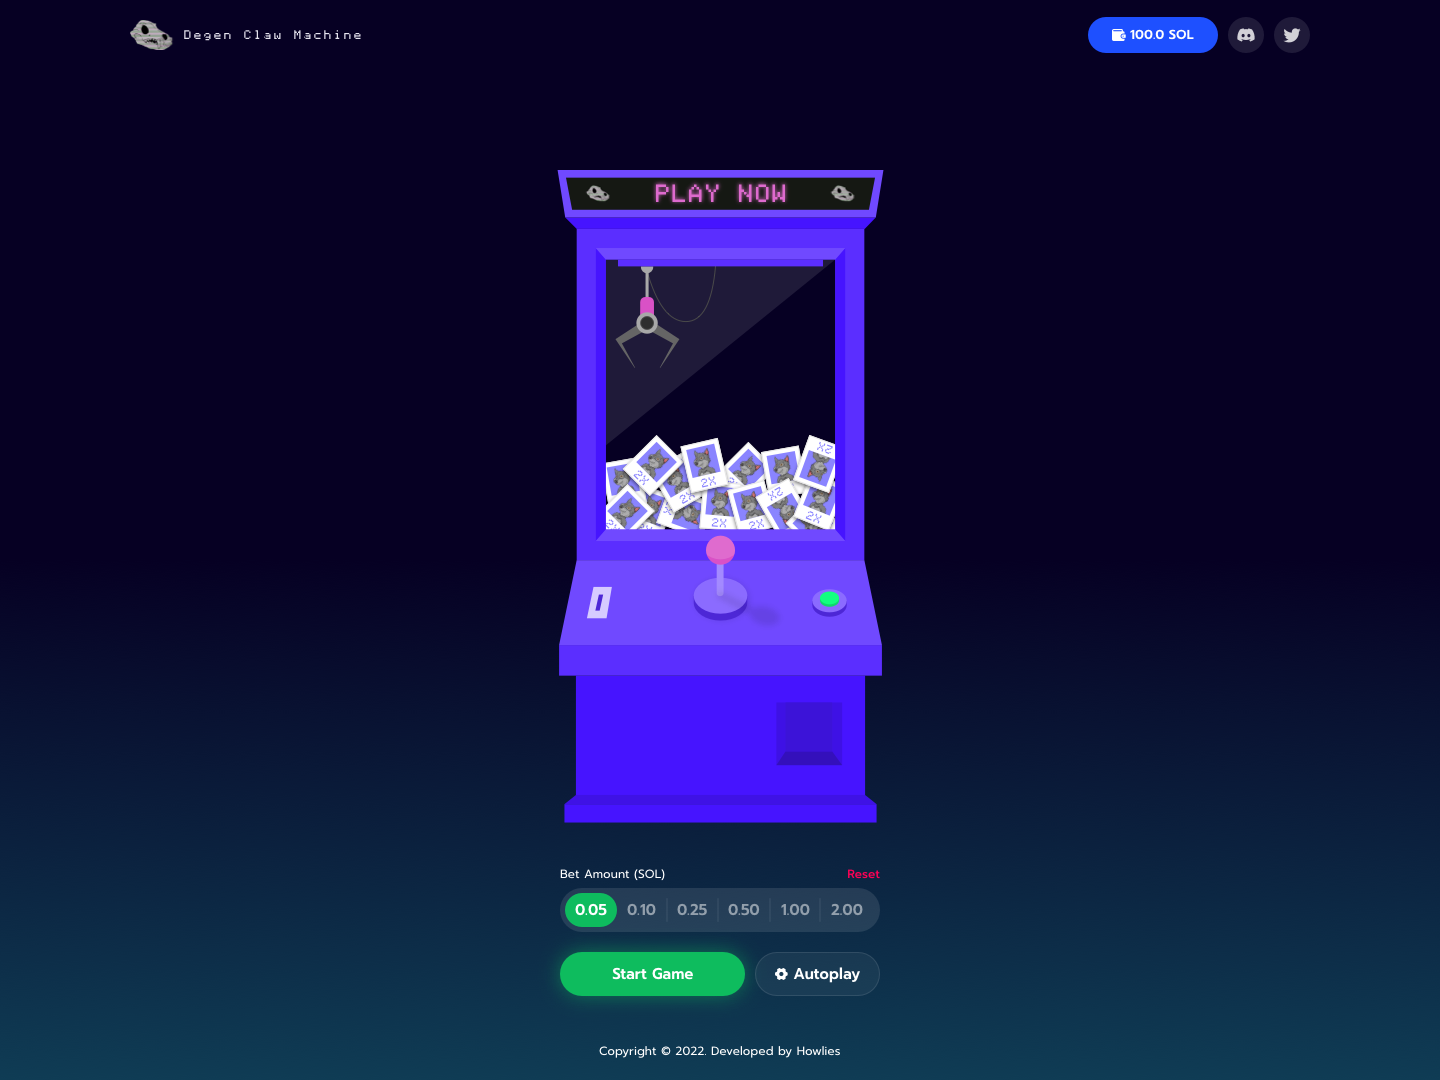 Degen Claw Machine
100.0 SOL
PLAY NOW
2X
2X
2X
2X
2X
2X
2X
2X
Bet Amount (SOL)
Reset
0.05
0.10
0.25
0.50
1.00
2.00
Start Game
Autoplay
Copyright © 2022. Developed by Howlies